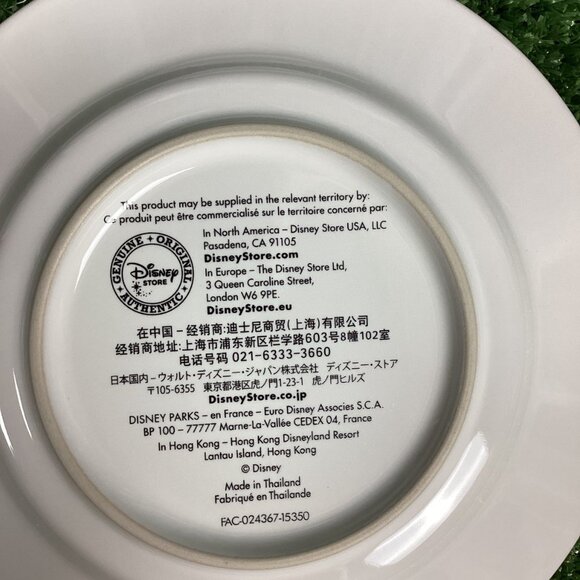 This product may be supplied in the relevant territory by:
Ce produit peut être commercialisé sur le territoire concerné par:
GENUINE • ORIGINAL • AUTHENTIC •
Disney
STORE
In North America – Disney Store USA, LLC
Pasadena, CA 91105
DisneyStore.com
In Europe – The Disney Store Ltd,
3 Queen Caroline Street,
London W6 9PE.
DisneyStore.eu
在中国 – 经销商:迪士尼商贸(上海)有限公司
经销商地址:上海市浦东新区栏学路603号8幢102室
电话号码 021-6333-3660
日本国内 – ウォルト・ディズニー・ジャパン株式会社 ディズニー・ストア
〒105-6355 東京都港区虎ノ門1-23-1 虎ノ門ヒルズ
DisneyStore.co.jp
DISNEY PARKS – en France – Euro Disney Associes S.C.A.
BP 100 – 77777 Marne-La-Vallée CEDEX 04, France
In Hong Kong – Hong Kong Disneyland Resort
Lantau Island, Hong Kong
© Disney
Made in Thailand
Fabriqué en Thaïlande
FAC-024367-15350